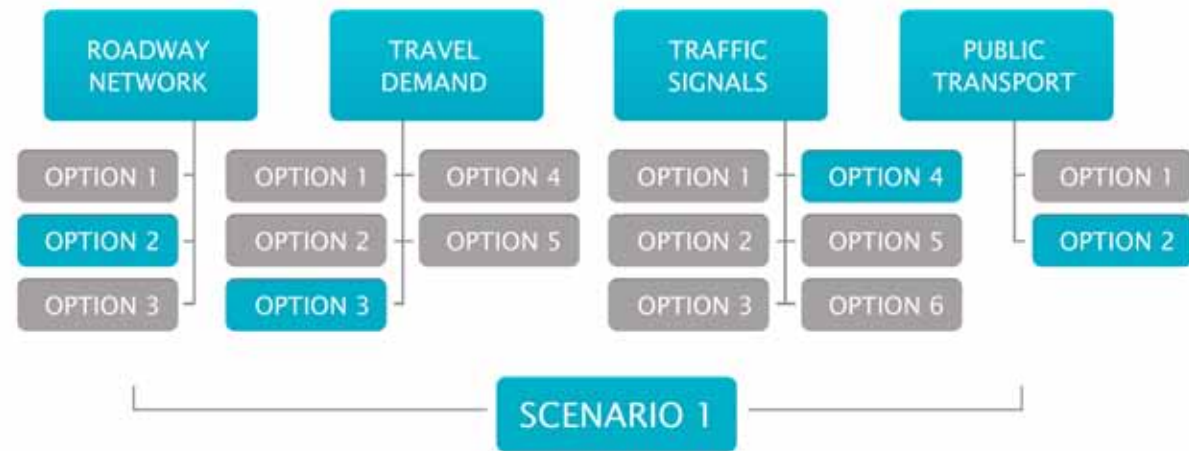 ROADWAY
NETWORK
TRAVEL
DEMAND
TRAFFIC
SIGNALS
PUBLIC
TRANSPORT
OPTION 1
OPTION 2
OPTION 3
OPTION 1
OPTION 2
OPTION 3
OPTION 4
OPTION 5
OPTION 1
OPTION 2
OPTION 3
OPTION 4
OPTION 5
OPTION 6
OPTION 1
OPTION 2
SCENARIO 1